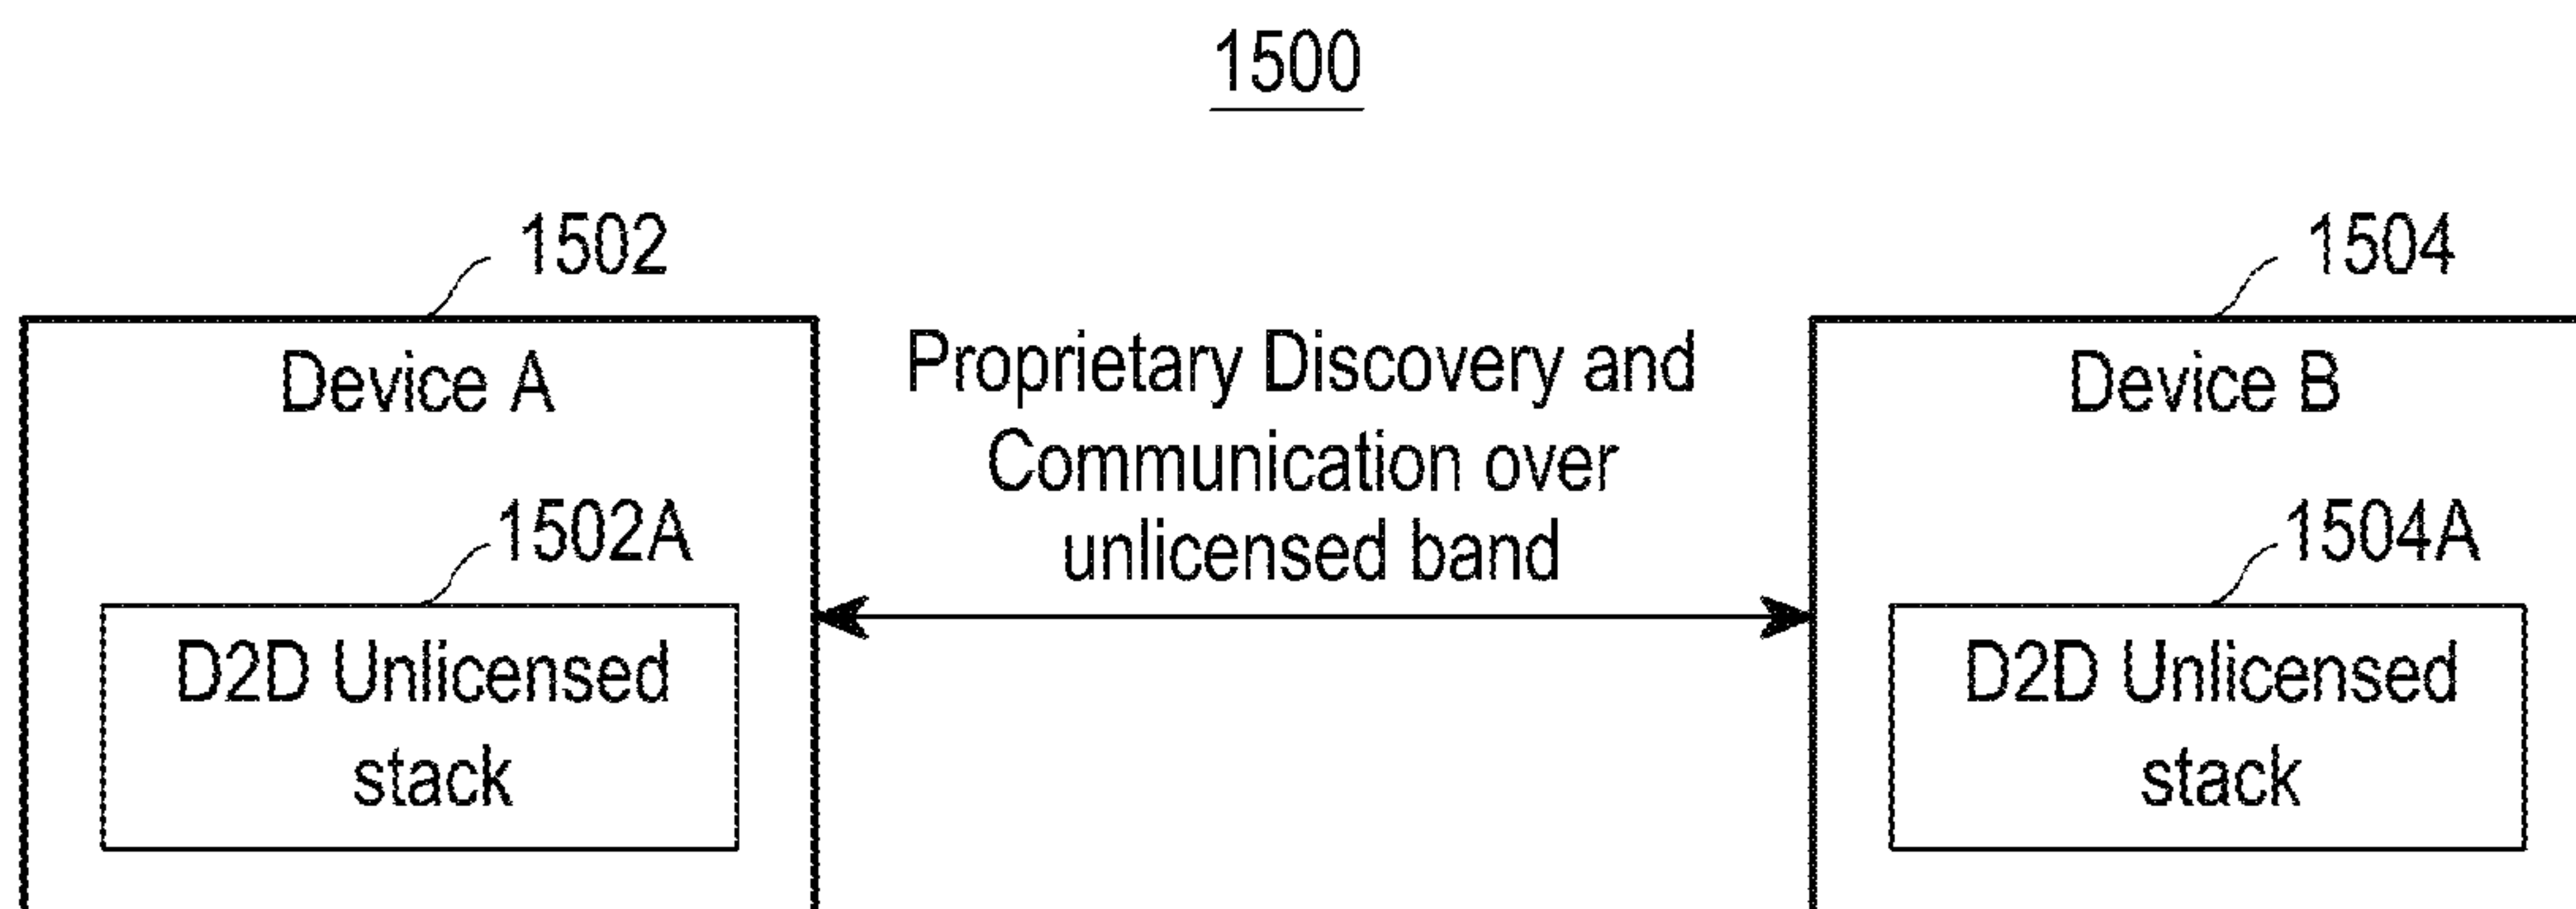 1500
1502
1504
Device A
Proprietary Discovery and
Communication over
unlicensed band
Device B
1502A
1504A
D2D Unlicensed
stack
D2D Unlicensed
stack